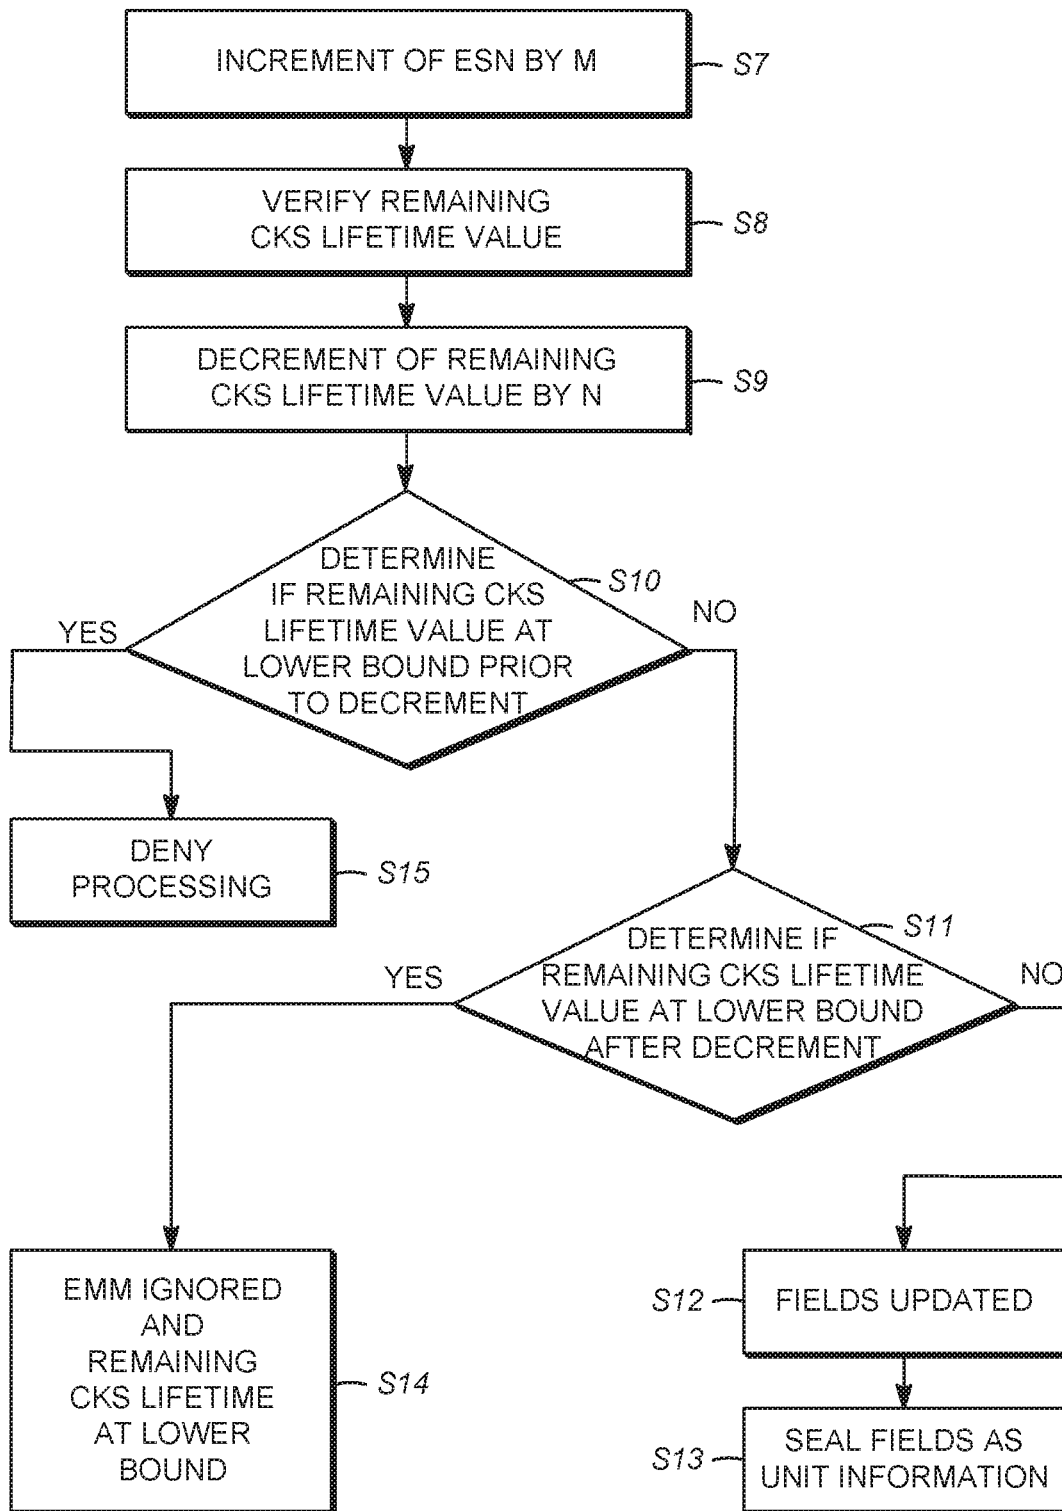 INCREMENT OF ESN BY M
S7
VERIFY REMAINING
CKS LIFETIME VALUE
S8
DECREMENT OF REMAINING
CKS LIFETIME VALUE BY N
S9
DETERMINE
IF REMAINING CKS
LIFETIME VALUE AT
LOWER BOUND PRIOR
TO DECREMENT
S10
YES
NO
DENY
PROCESSING
S15
DETERMINE IF
REMAINING CKS LIFETIME
VALUE AT LOWER BOUND
AFTER DECREMENT
S11
YES
NO
EMM IGNORED
AND
REMAINING
CKS LIFETIME
AT LOWER
BOUND
S14
S12
FIELDS UPDATED
S13
SEAL FIELDS AS
UNIT INFORMATION